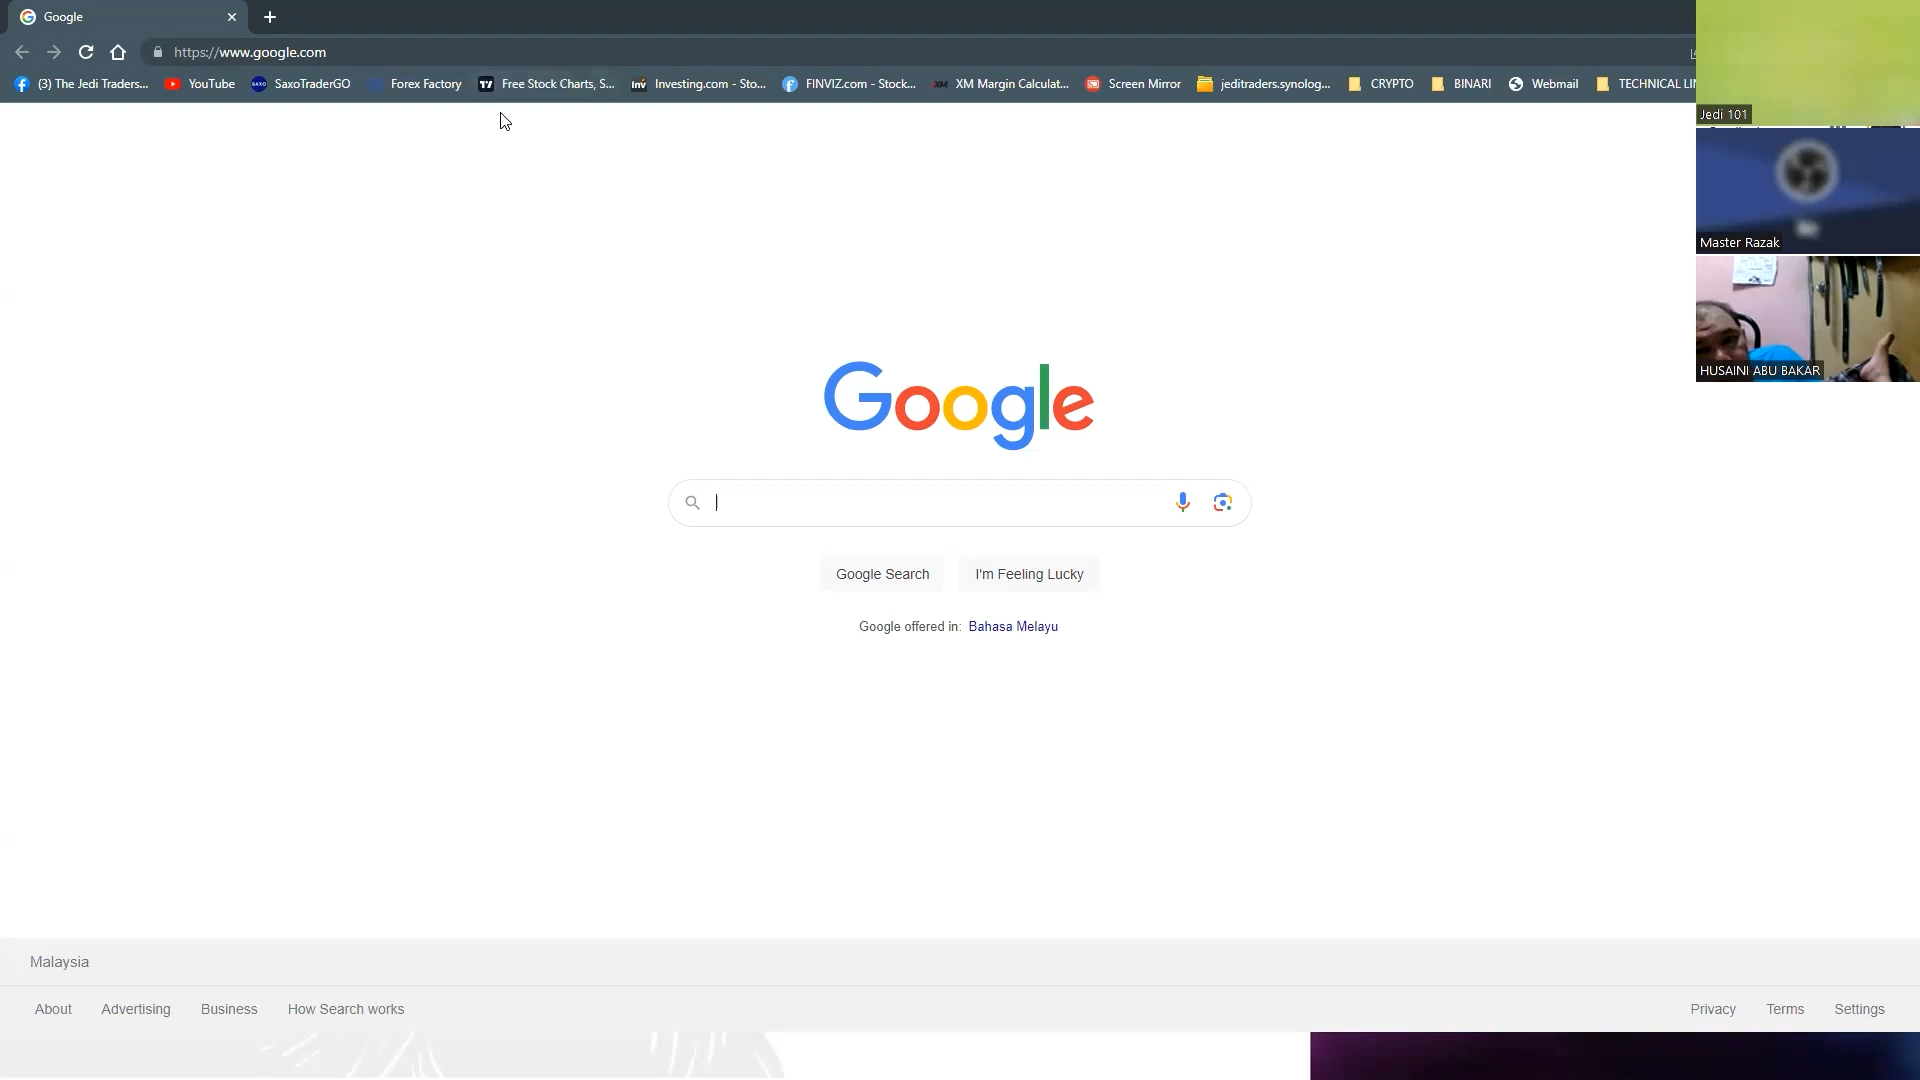 Google
https://www.google.com
(3) The Jedi Traders...
YouTube
SaxoTraderGO
Forex Factory
Free Stock Charts, S...
Investing.com - Sto...
FINVIZ.com - Stock...
XM Margin Calculat...
Screen Mirror
jeditraders.synolog...
CRYPTO
BINARI
Webmail
TECHNICAL LI
Jedi 101
Master Razak
HUSAINI ABU BAKAR
Google
Google Search
I'm Feeling Lucky
Google offered in: Bahasa Melayu
Malaysia
About
Advertising
Business
How Search works
Privacy
Terms
Settings